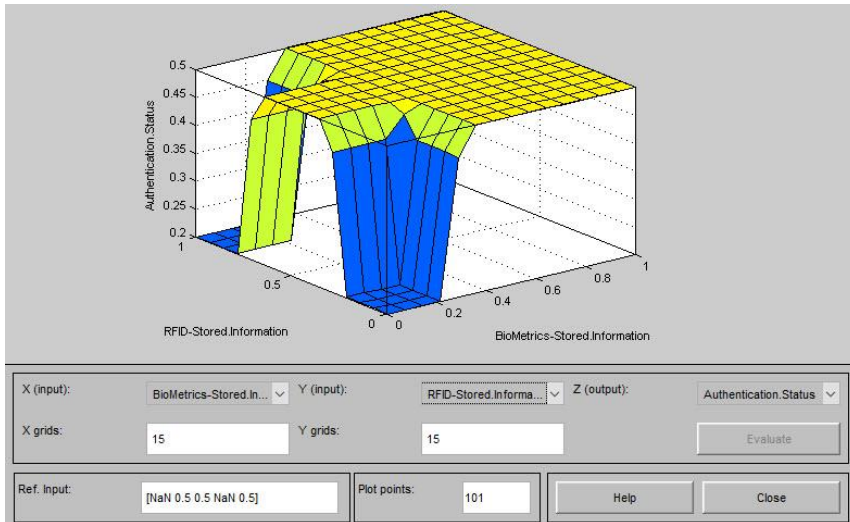 0.5
0.45
0.4
0.35
0.3
0.25
0.2
Authentication.Status
1
0.5
0
RFID-Stored.Information
0
0.2
0.4
0.6
0.8
1
BioMetrics-Stored.Information
X (input): BioMetrics-Stored.In... Y (input): RFID-Stored.Informa... Z (output): Authentication.Status
X grids: 15 Y grids: 15 Evaluate
Ref. Input: [NaN 0.5 0.5 NaN 0.5] Plot points: 101 Help Close